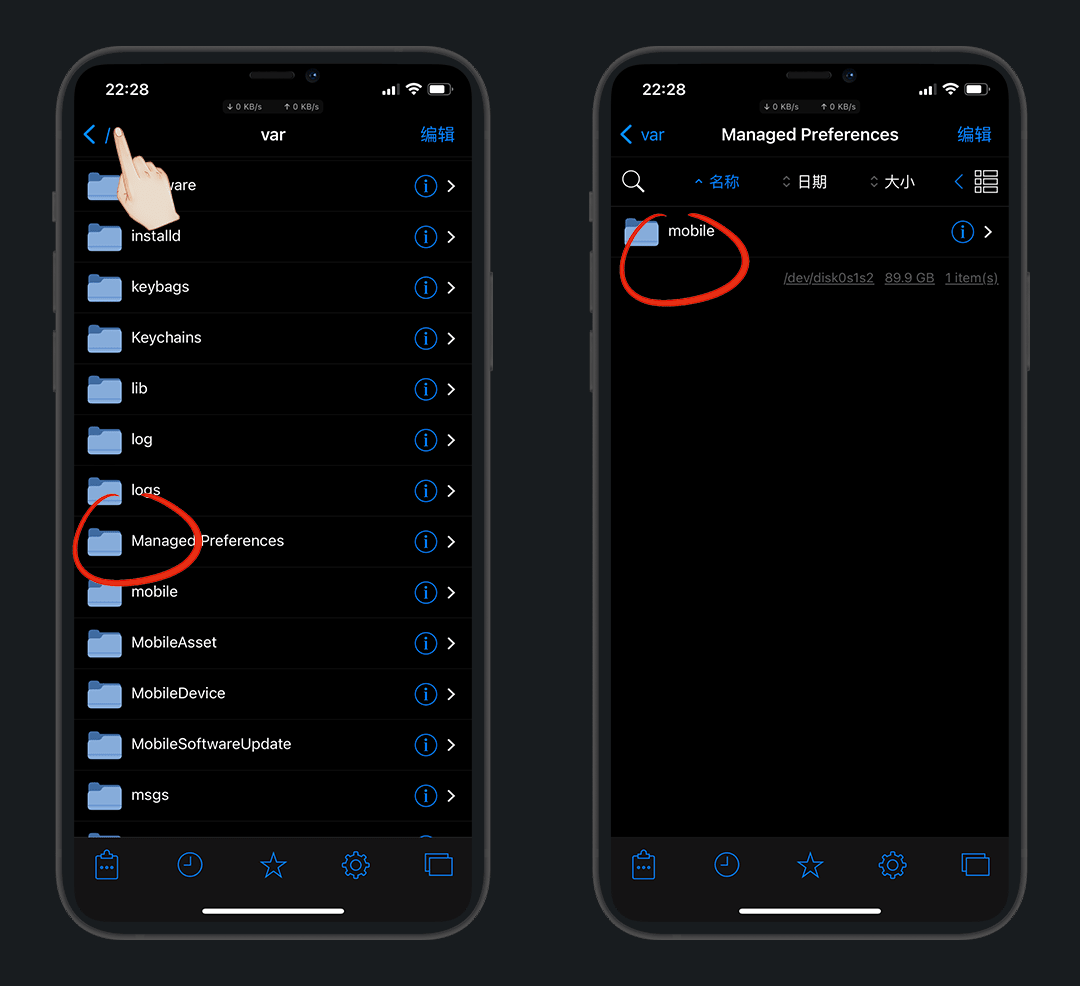 22:28
↓ 0 KB/s ↑ 0 KB/s
/
var
编辑
installd
keybags
Keychains
lib
log
logs
Managed Preferences
mobile
MobileAsset
MobileDevice
MobileSoftwareUpdate
msgs
22:28
↓ 0 KB/s ↑ 0 KB/s
var
Managed Preferences
编辑
名称
日期
大小
mobile
/dev/disk0s1s2 89.9 GB 1 item(s)